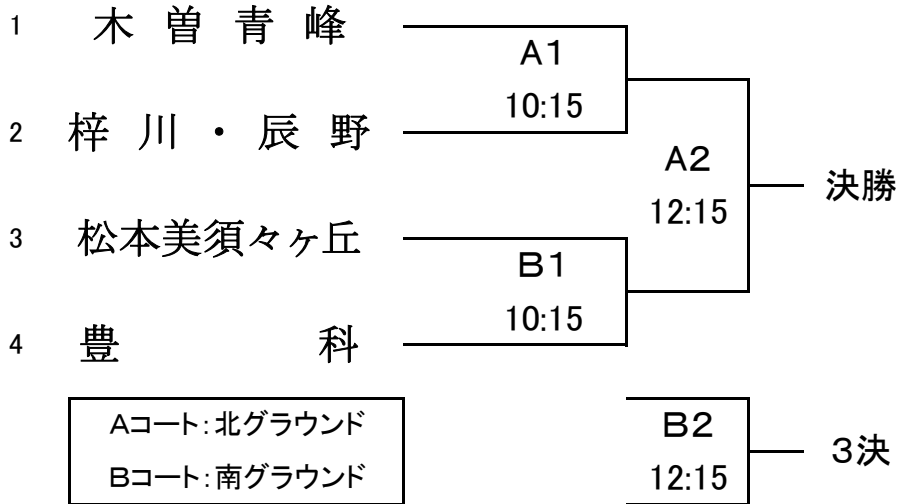 1 木曽青峰
A1
10:15
2 梓川・辰野
A2
12:15
決勝
3 松本美須々ヶ丘
B1
10:15
4 豊科
Aコート:北グラウンド
Bコート:南グラウンド
B2
12:15
3決